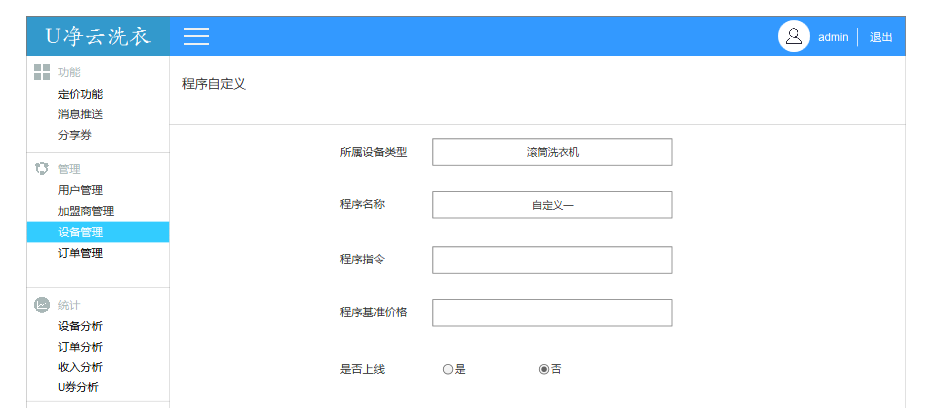 U净云洗衣
admin
退出
功能
定价功能
消息推送
分享券
管理
用户管理
加盟商管理
设备管理
订单管理
统计
设备分析
订单分析
收入分析
U券分析
程序自定义
所属设备类型 滚筒洗衣机
程序名称 自定义一
程序指令
程序基准价格
是否上线 是 否